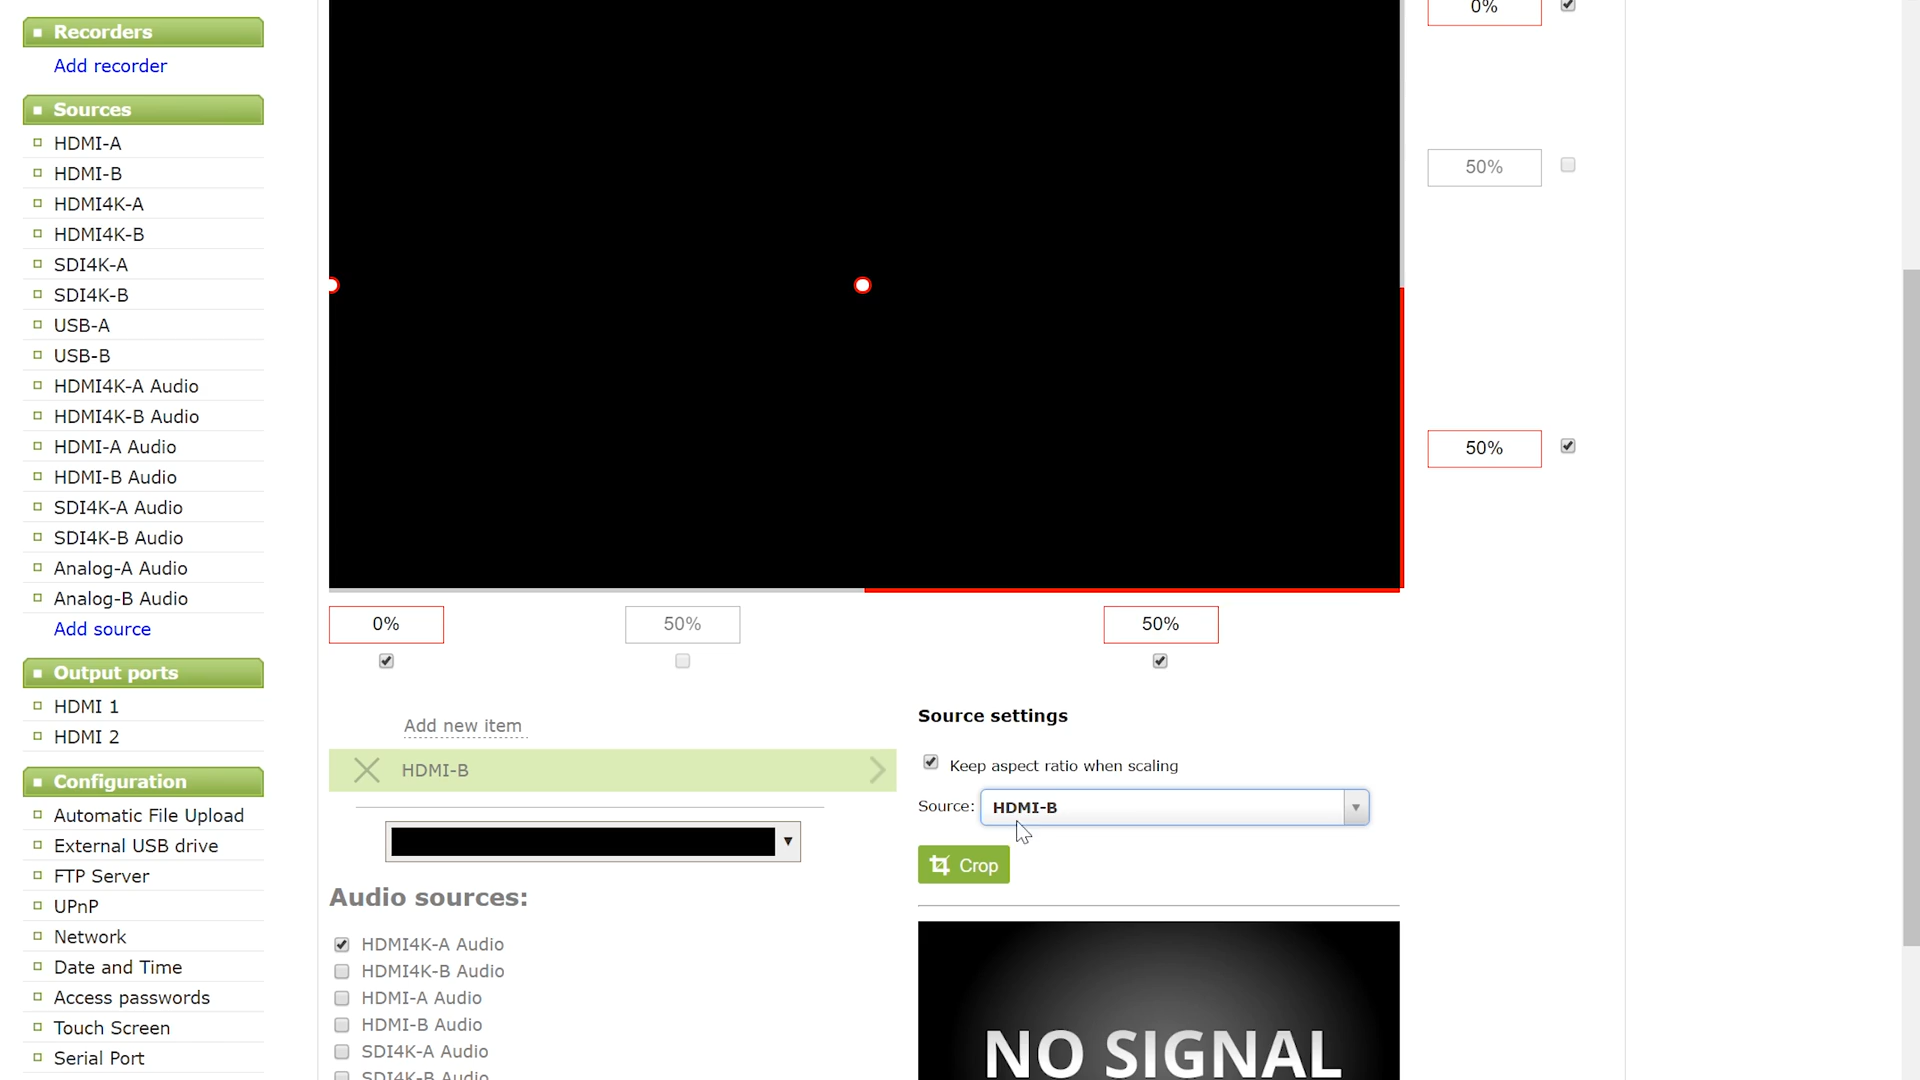 Recorders
Add recorder
Sources
HDMI-A
HDMI-B
HDMI4K-A
HDMI4K-B
SDI4K-A
SDI4K-B
USB-A
USB-B
HDMI4K-A Audio
HDMI4K-B Audio
HDMI-A Audio
HDMI-B Audio
SDI4K-A Audio
SDI4K-B Audio
Analog-A Audio
Analog-B Audio
Add source
Output ports
HDMI 1
HDMI 2
Configuration
Automatic File Upload
External USB drive
FTP Server
UPnP
Network
Date and Time
Access passwords
Touch Screen
Serial Port
0%
50%
50%
0%
50%
50%
Add new item
HDMI-B
Audio sources:
HDMI4K-A Audio
HDMI4K-B Audio
HDMI-A Audio
HDMI-B Audio
SDI4K-A Audio
SDI4K-B Audio
Source settings
Keep aspect ratio when scaling
Source: HDMI-B
Crop
NO SIGNAL